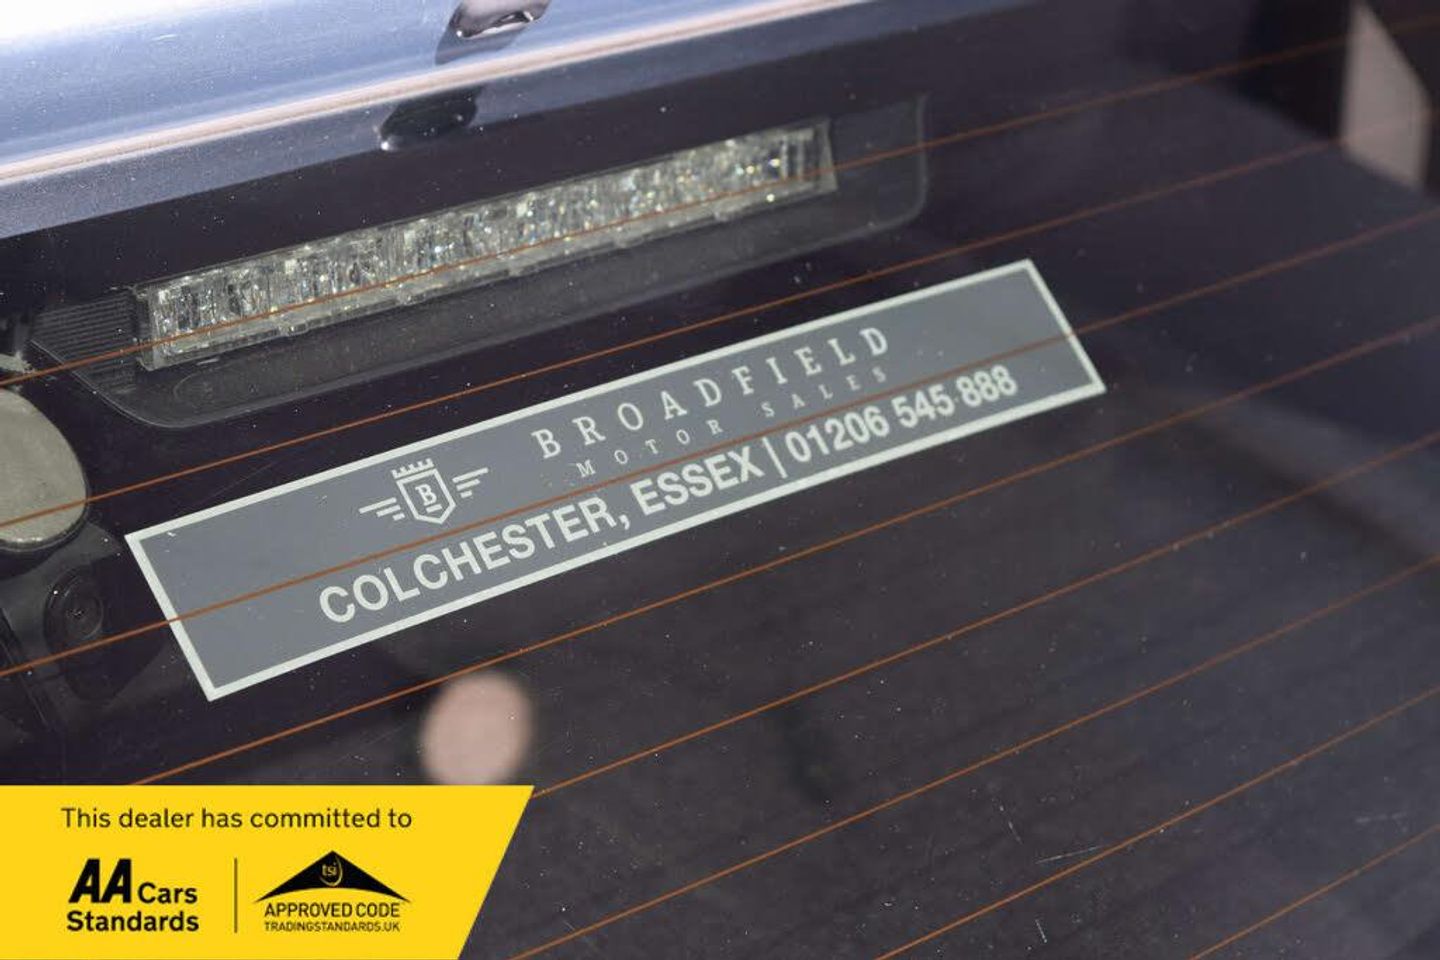 BROADFIELD
MOTOR SALES
B
COLCHESTER, ESSEX | 01206 545 888
This dealer has committed to
AA Cars
Standards
tsi
APPROVED CODE
TRADINGSTANDARDS.UK